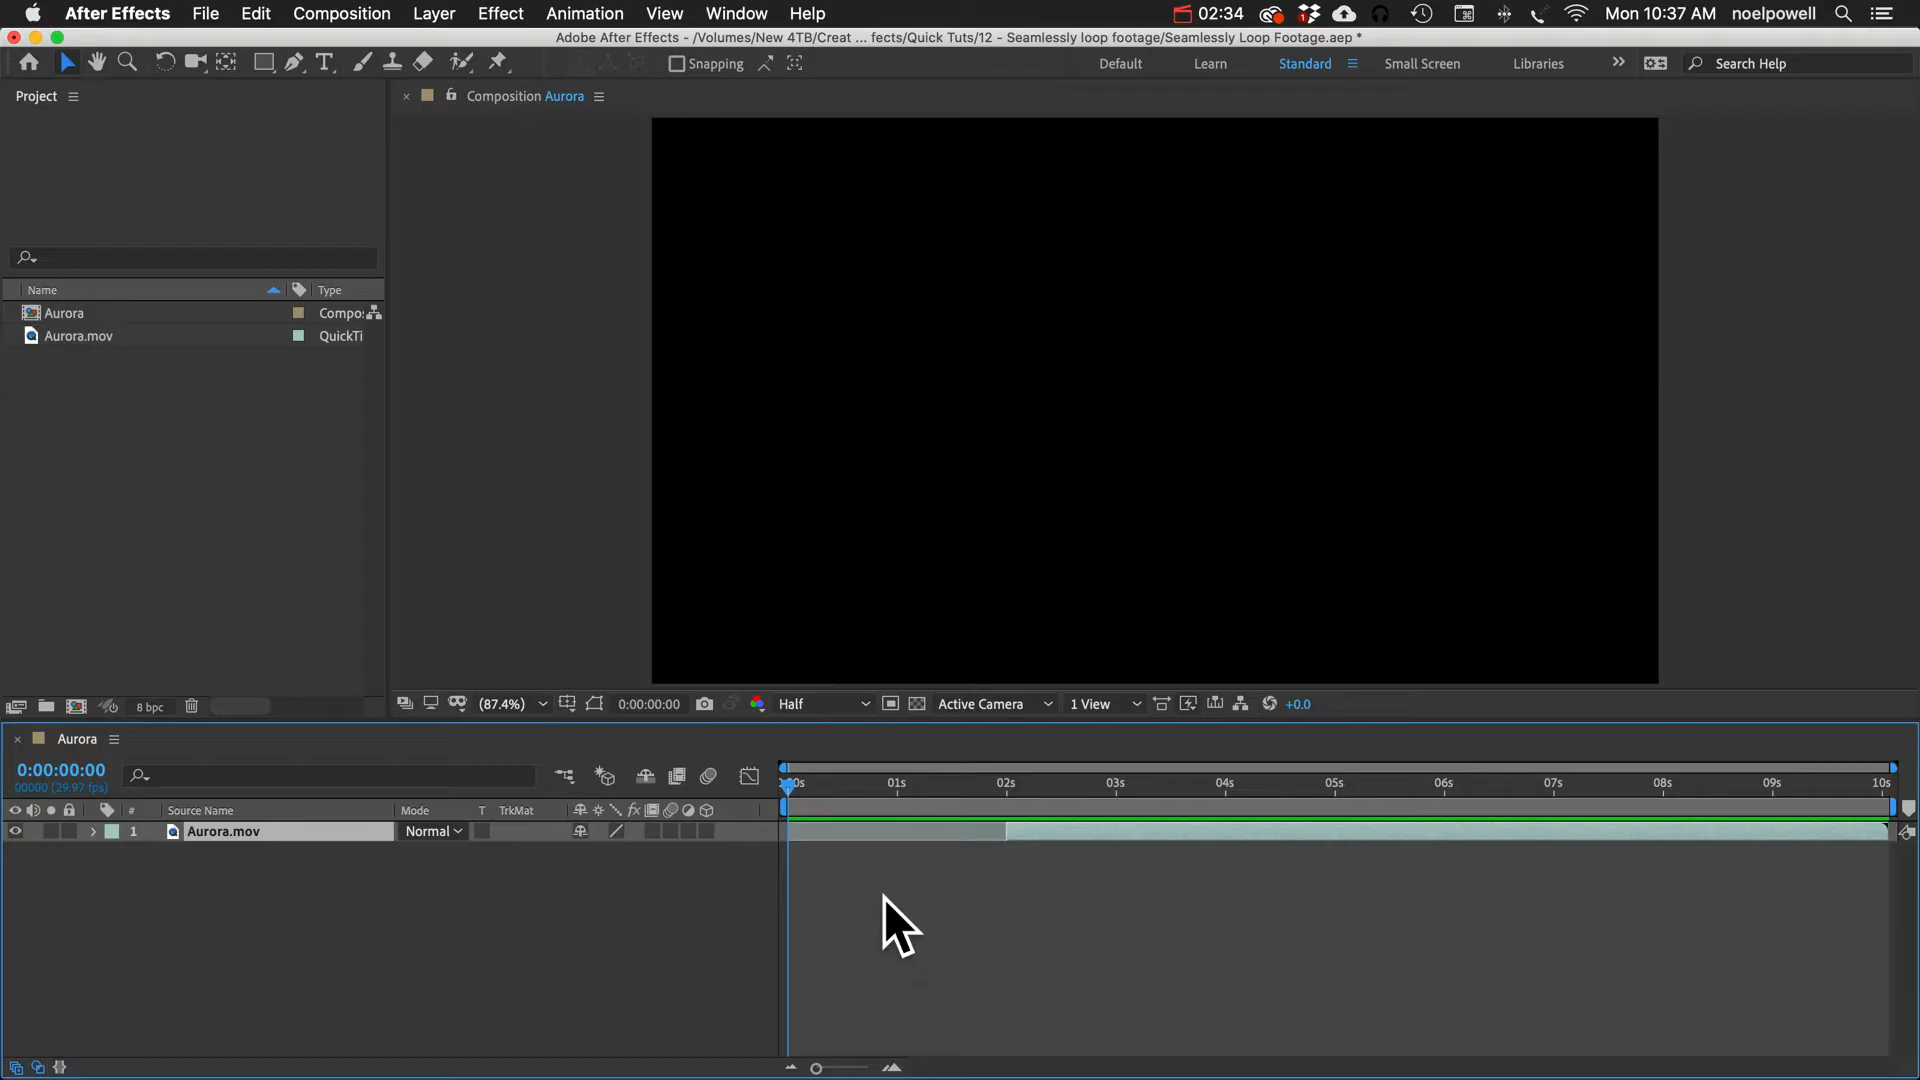 After Effects File Edit Composition Layer Effect Animation View Window Help 02:34 Mon 10:37 AM noelpowell
Adobe After Effects - /Volumes/New 4TB/Creat ... fects/Quick Tuts/12 - Seamlessly loop footage/Seamlessly Loop Footage.aep *
Snapping Default Learn Standard Small Screen Libraries Search Help
Project
Composition Aurora
Name Type
Aurora Compo:
Aurora.mov QuickTi
8 bpc
(87.4%) 0:00:00:00 Half Active Camera 1 View +0.0
Aurora
0:00:00:00
00000 (29.97 fps)
:00s 01s 02s 03s 04s 05s 06s 07s 08s 09s 10s
# Source Name Mode T TrkMat fx
1 Aurora.mov Normal